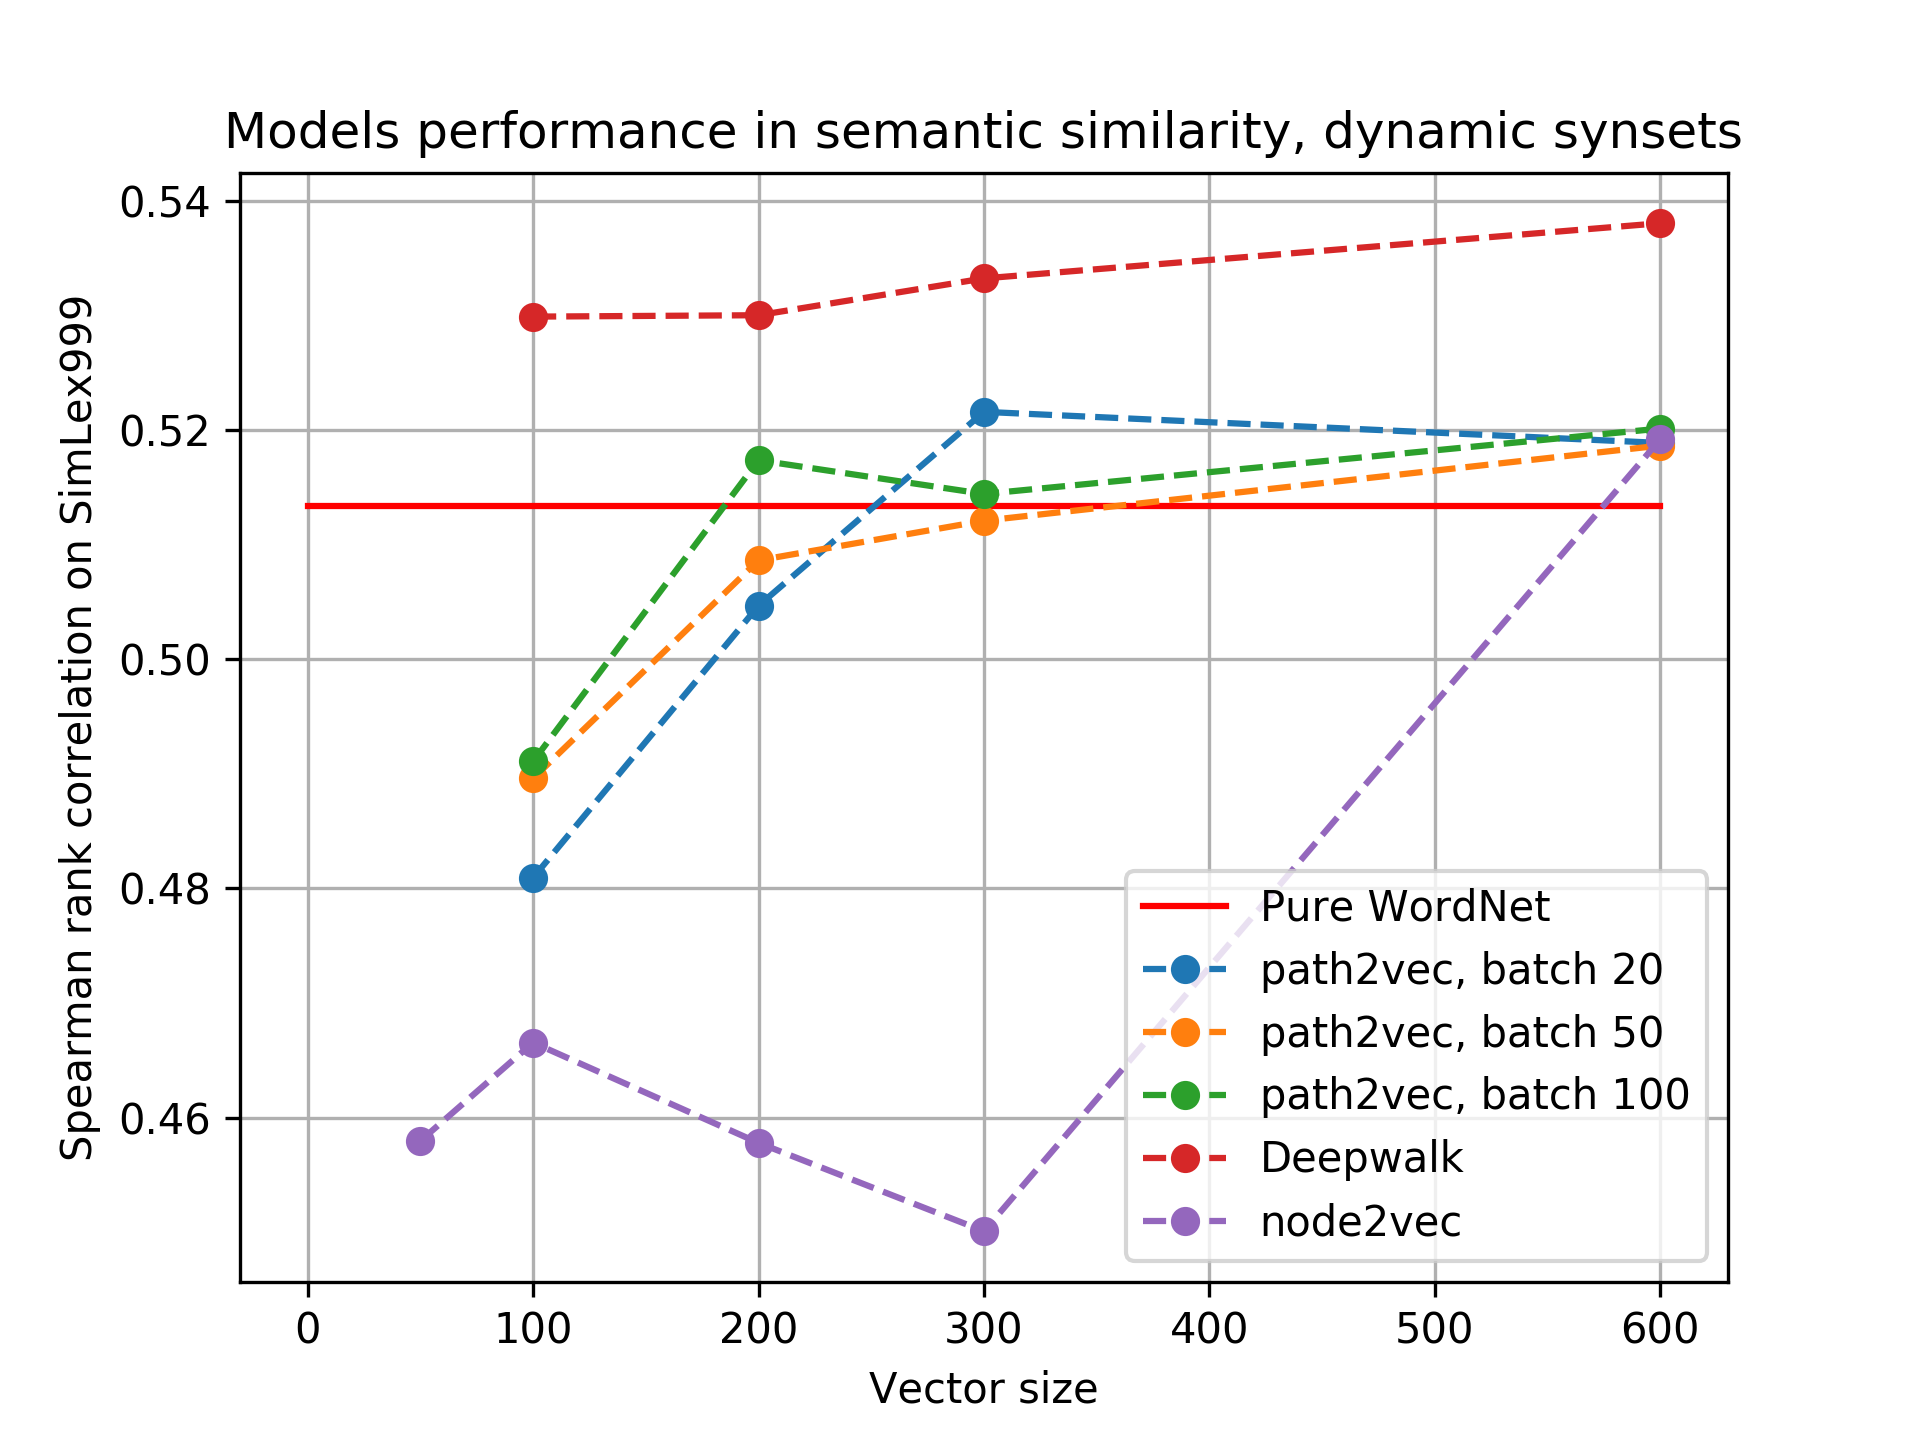 Models performance in semantic similarity, dynamic synsets
Spearman rank correlation on SimLex999
0.54
0.52
0.50
0.48
0.46
Pure WordNet
path2vec, batch 20
path2vec, batch 50
path2vec, batch 100
Deepwalk
node2vec
0 100 200 300 400 500 600
Vector size